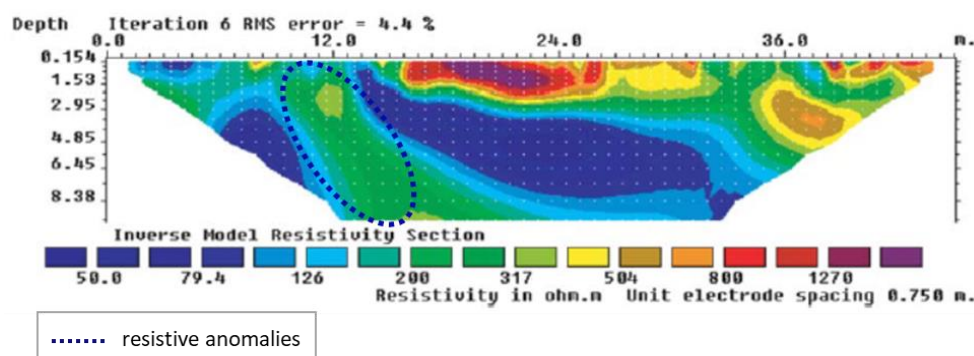 Depth Iteration 6 RMS error = 4.4 %
0.0 12.0 24.0 36.0 m.
0.154
1.53
2.95
4.85
6.45
8.38
Inverse Model Resistivity Section
50.0 79.4 126 200 317 504 800 1270
Resistivity in ohm.m Unit electrode spacing 0.750 m.
resistive anomalies